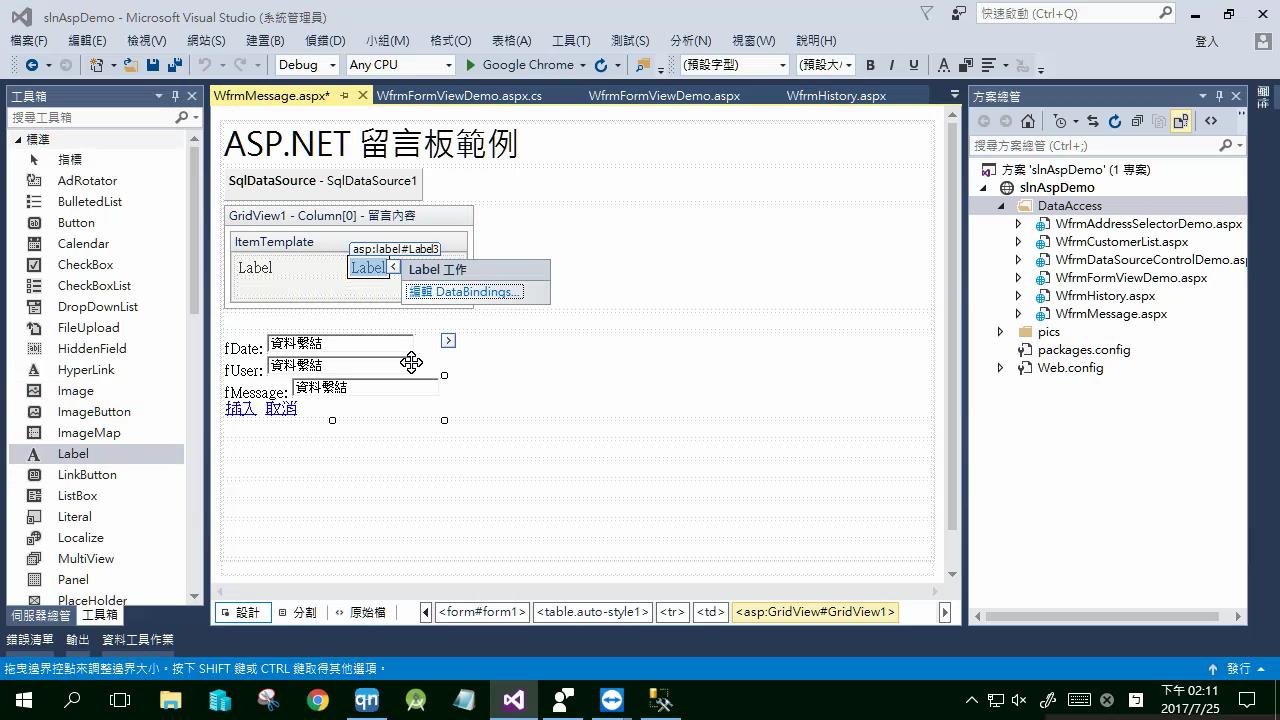 slnAspDemo - Microsoft Visual Studio (系統管理員)
快速啟動 (Ctrl+Q)
檔案(F) 編輯(E) 檢視(V) 網站(S) 建置(B) 偵錯(D) 小組(M) 格式(O) 表格(A) 工具(T) 測試(S) 分析(N) 視窗(W) 說明(H)
登入
Debug Any CPU Google Chrome (預設字型) (預設大 B I U
工具箱
搜尋工具箱
標準
指標
AdRotator
BulletedList
Button
Calendar
CheckBox
CheckBoxList
DropDownList
FileUpload
HiddenField
HyperLink
Image
ImageButton
ImageMap
Label
LinkButton
ListBox
Literal
Localize
MultiView
Panel
PlaceHolder
伺服器總管 工具箱
WfrmMessage.aspx* WfrmFormViewDemo.aspx.cs WfrmFormViewDemo.aspx WfrmHistory.aspx
ASP.NET 留言板範例
SqlDataSource - SqlDataSource1
GridView1 - Column[0] - 留言內容
ItemTemplate
asp:label#Label3
Label Label
Label 工作
編輯 DataBindings...
fDate: 資料繫結
fUser: 資料繫結
fMessage: 資料繫結
插入 取消
設計 分割 原始檔 <form#form1> <table.auto-style1> <tr> <td> <asp:GridView#GridView1>
方案總管
搜尋方案總管 (Ctrl+;)
方案 'slnAspDemo' (1 專案)
slnAspDemo
DataAccess
WfrmAddressSelectorDemo.aspx
WfrmCustomerList.aspx
WfrmDataSourceControlDemo.asp
WfrmFormViewDemo.aspx
WfrmHistory.aspx
WfrmMessage.aspx
pics
packages.config
Web.config
錯誤清單 輸出 資料工具作業
拖曳邊界控點來調整邊界大小。按下 SHIFT 鍵或 CTRL 鍵取得其他選項。
發行
qn
下午 02:11
2017/7/25